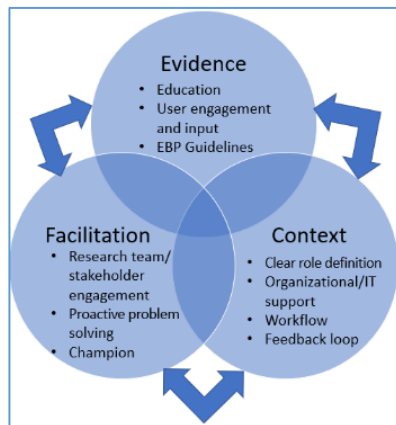 Evidence
• Education
• User engagement
and input
• EBP Guidelines
Facilitation
• Research team/
stakeholder
engagement
• Proactive problem
solving
• Champion
Context
• Clear role definition
• Organizational/IT
support
• Workflow
• Feedback loop